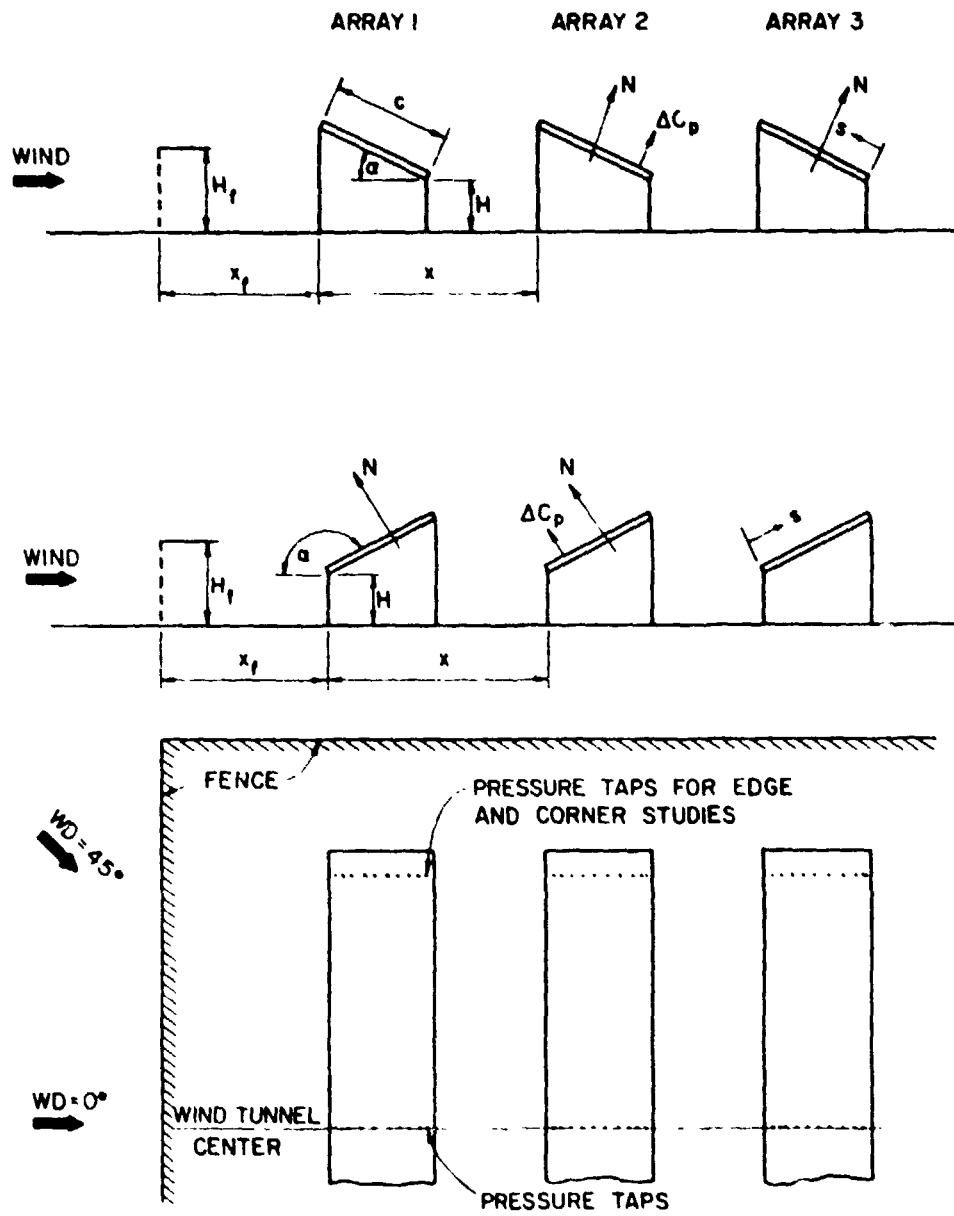 ARRAY 1 ARRAY 2 ARRAY 3
c N N
ΔCp s
WIND Hf α H
xf x
N N
ΔCp s
WIND α Hf H
xf x
FENCE PRESSURE TAPS FOR EDGE
AND CORNER STUDIES
WD = 45°
WD = 0° WIND TUNNEL
CENTER
PRESSURE TAPS